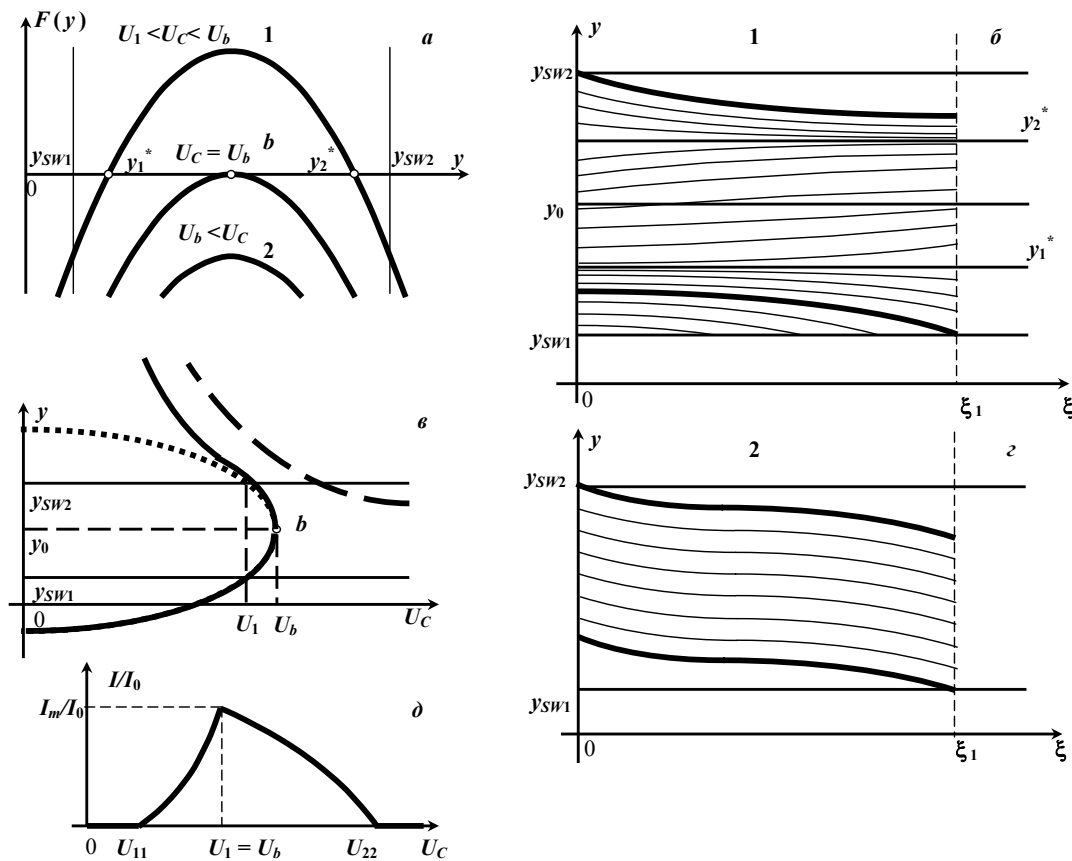 F(y)
U1 <UC< Ub 1 а
ySW1 y1* UC = Ub b y2* ySW2 y
0
Ub <UC
2
y 1 б
ySW2
y2*
y0
y1*
ySW1
0 ξ1 ξ
y в
ySW2
b
y0
ySW1
0 U1 Ub UC
y 2 г
ySW2
ySW1
0 ξ1 ξ
I/I0
Im/I0 д
0 U11 U1 = Ub U22 UC